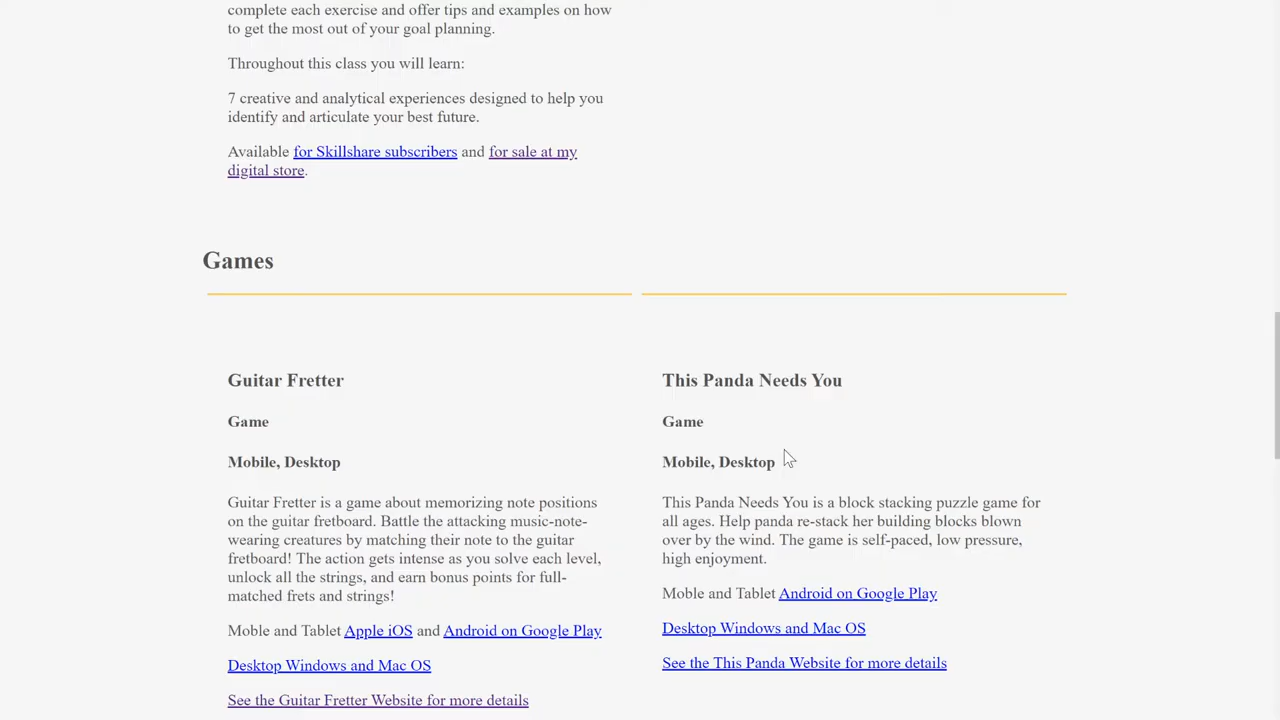 complete each exercise and offer tips and examples on how
to get the most out of your goal planning.
Throughout this class you will learn:
7 creative and analytical experiences designed to help you
identify and articulate your best future.
Available for Skillshare subscribers and for sale at my
digital store.
Games
Guitar Fretter
Game
Mobile, Desktop
Guitar Fretter is a game about memorizing note positions
on the guitar fretboard. Battle the attacking music-note-
wearing creatures by matching their note to the guitar
fretboard! The action gets intense as you solve each level,
unlock all the strings, and earn bonus points for full-
matched frets and strings!
Moble and Tablet Apple iOS and Android on Google Play
Desktop Windows and Mac OS
See the Guitar Fretter Website for more details
This Panda Needs You
Game
Mobile, Desktop
This Panda Needs You is a block stacking puzzle game for
all ages. Help panda re-stack her building blocks blown
over by the wind. The game is self-paced, low pressure,
high enjoyment.
Moble and Tablet Android on Google Play
Desktop Windows and Mac OS
See the This Panda Website for more details